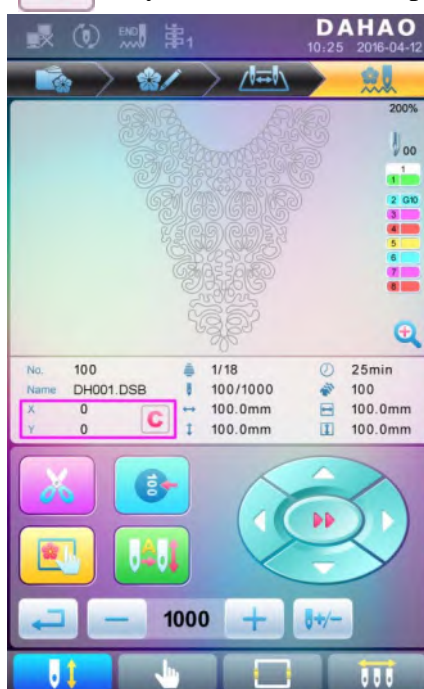 DAHAO
END
1
10:25 2016-04-12
200%
00
1
1
2 G10
3
4
5
6
7
8
No. 100 1/18 25min
Name DH001.DSB 100/1000 100
X 0 C 100.0mm 100.0mm
Y 0 100.0mm 100.0mm
100
A
1000
+/-